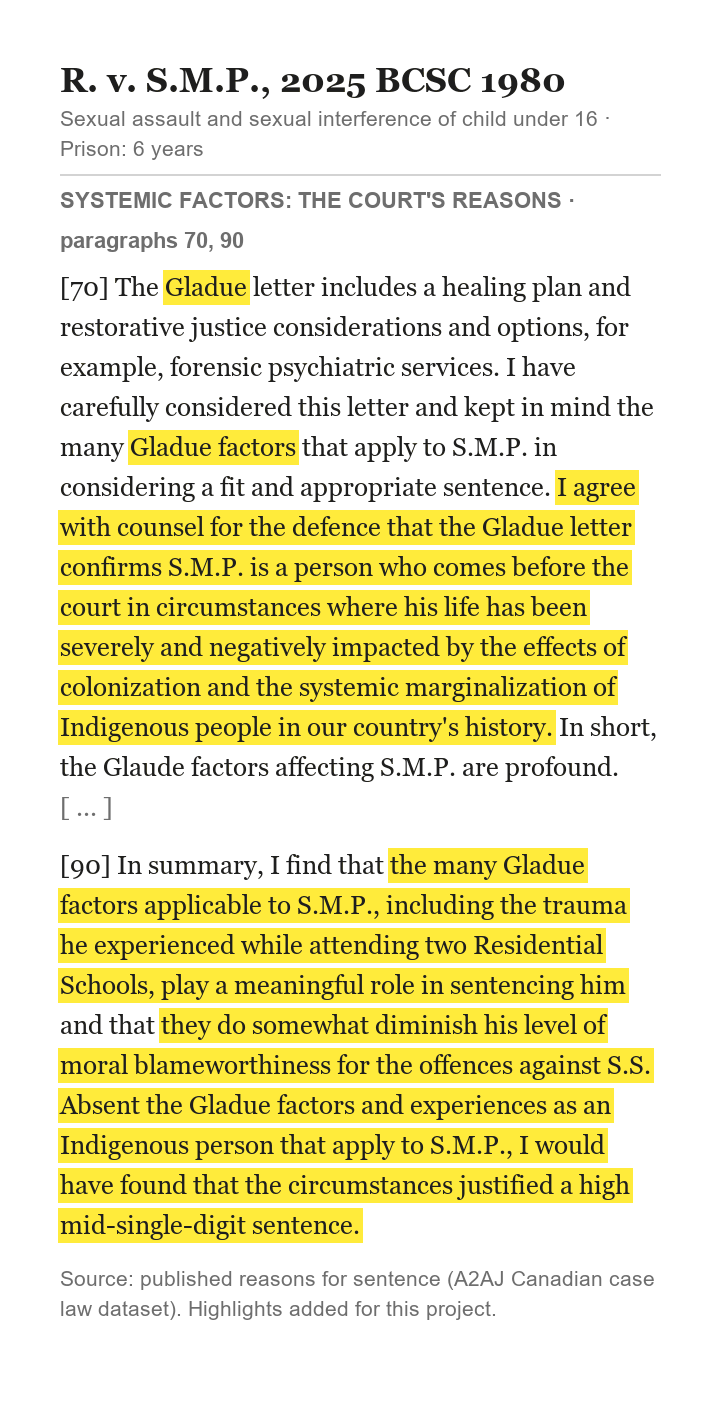 R. v. S.M.P., 2025 BCSC 1980
Sexual assault and sexual interference of child under 16 ·
Prison: 6 years
SYSTEMIC FACTORS: THE COURT'S REASONS ·
paragraphs 70, 90
[70] The Gladue letter includes a healing plan and
restorative justice considerations and options, for
example, forensic psychiatric services. I have
carefully considered this letter and kept in mind the
many Gladue factors that apply to S.M.P. in
considering a fit and appropriate sentence. I agree
with counsel for the defence that the Gladue letter
confirms S.M.P. is a person who comes before the
court in circumstances where his life has been
severely and negatively impacted by the effects of
colonization and the systemic marginalization of
Indigenous people in our country's history. In short,
the Glaude factors affecting S.M.P. are profound.
[ ... ]
[90] In summary, I find that the many Gladue
factors applicable to S.M.P., including the trauma
he experienced while attending two Residential
Schools, play a meaningful role in sentencing him
and that they do somewhat diminish his level of
moral blameworthiness for the offences against S.S.
Absent the Gladue factors and experiences as an
Indigenous person that apply to S.M.P., I would
have found that the circumstances justified a high
mid-single-digit sentence.
Source: published reasons for sentence (A2AJ Canadian case
law dataset). Highlights added for this project.